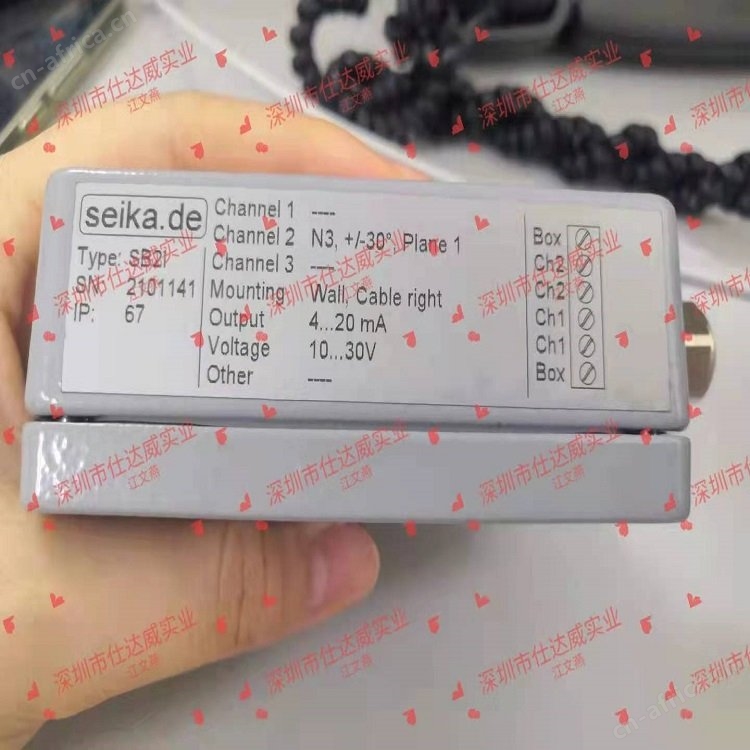 seika.de
Type: SB2i
SN: 2101141
IP: 67
Channel 1 ----
Channel 2 N3, +/-30°, Plane 1
Channel 3 ---
Mounting Wall, Cable right
Output 4...20 mA
Voltage 10...30V
Other ----
Box
Ch2
Ch2
Ch1
Ch1
Box
深圳市仕达威实业
江文燕
cn-africa.cn